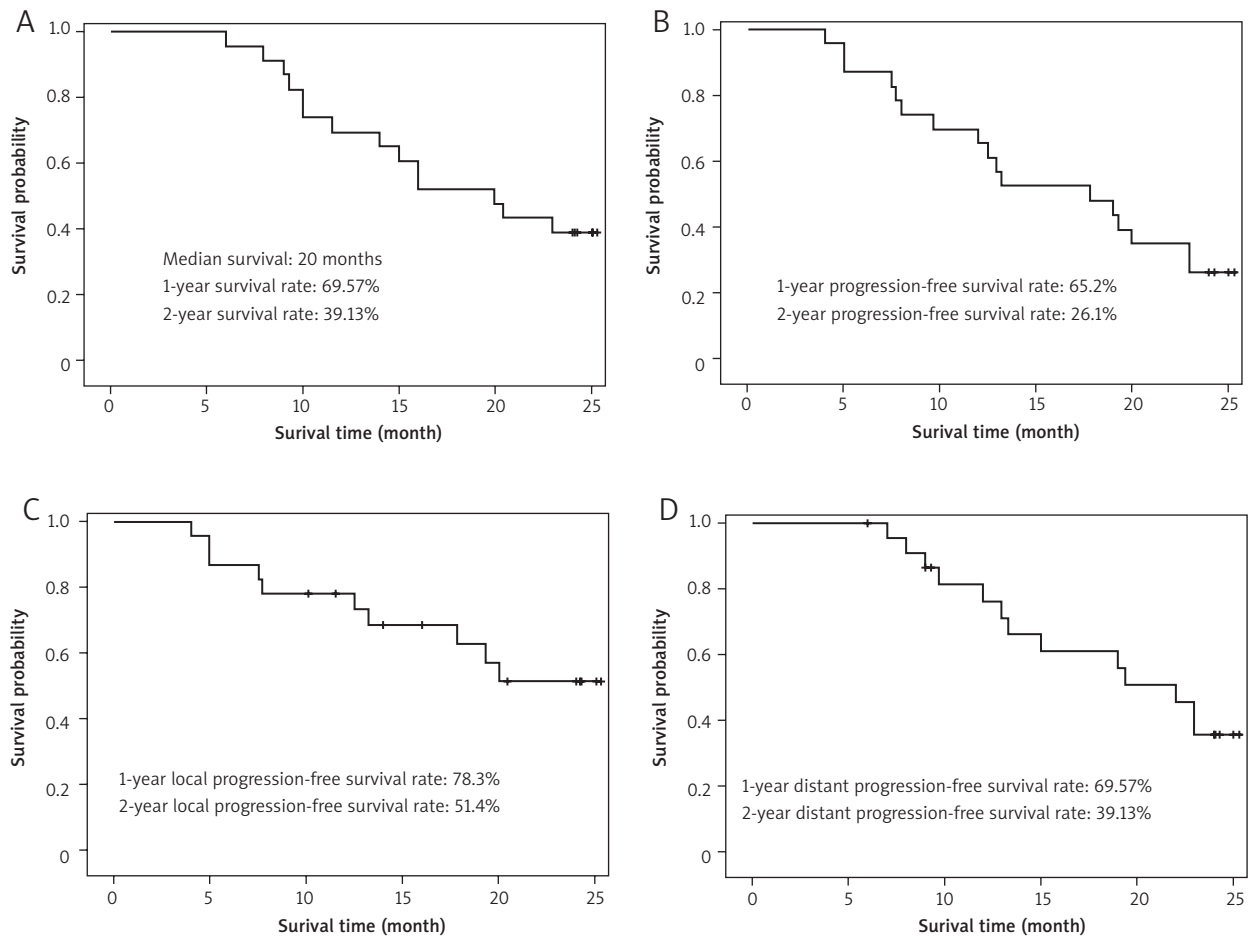 A
1.0
0.8
0.6
0.4
0.2
0
Survival probability
Median survival: 20 months
1-year survival rate: 69.57%
2-year survival rate: 39.13%
0 5 10 15 20 25
Surival time (month)
B
1.0
0.8
0.6
0.4
0.2
0
Survival probability
1-year progression-free survival rate: 65.2%
2-year progression-free survival rate: 26.1%
0 5 10 15 20 25
Surival time (month)
C
1.0
0.8
0.6
0.4
0.2
0
Survival probability
1-year local progression-free survival rate: 78.3%
2-year local progression-free survival rate: 51.4%
0 5 10 15 20 25
Surival time (month)
D
1.0
0.8
0.6
0.4
0.2
0
Survival probability
1-year distant progression-free survival rate: 69.57%
2-year distant progression-free survival rate: 39.13%
0 5 10 15 20 25
Surival time (month)